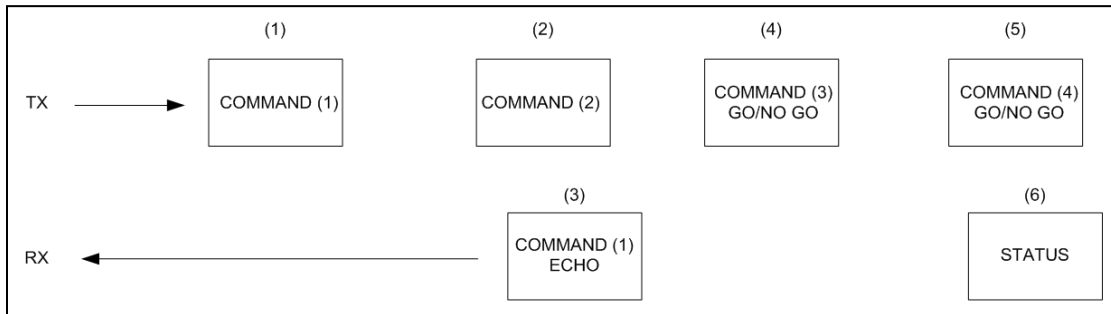 (1)
(2)
(4)
(5)
TX
COMMAND (1)
COMMAND (2)
COMMAND (3)
GO/NO GO
COMMAND (4)
GO/NO GO
(3)
(6)
RX
COMMAND (1)
ECHO
STATUS